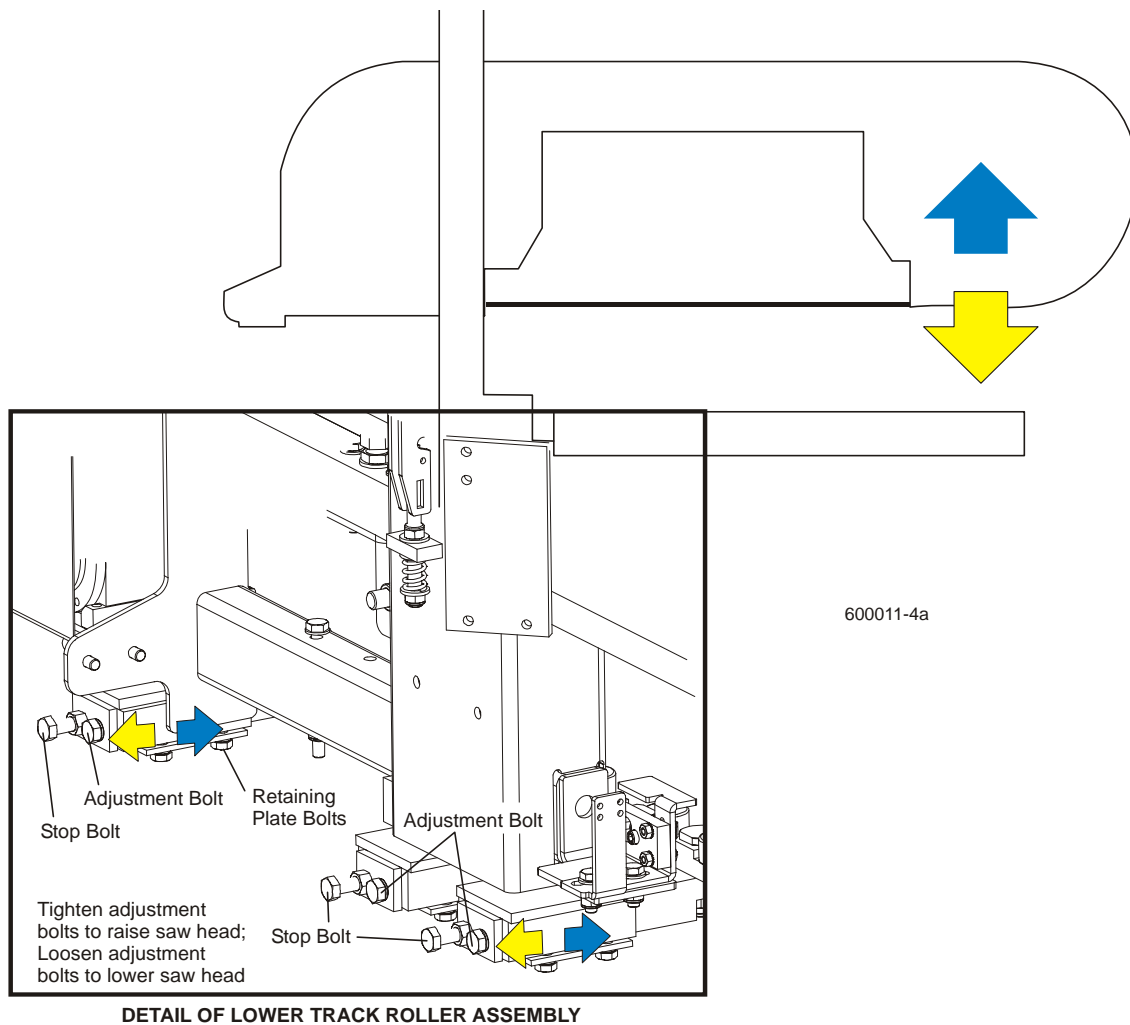 600011-4a
Adjustment Bolt
Stop Bolt
Retaining
Plate Bolts
Adjustment Bolt
Stop Bolt
Tighten adjustment
bolts to raise saw head;
Loosen adjustment
bolts to lower saw head
DETAIL OF LOWER TRACK ROLLER ASSEMBLY